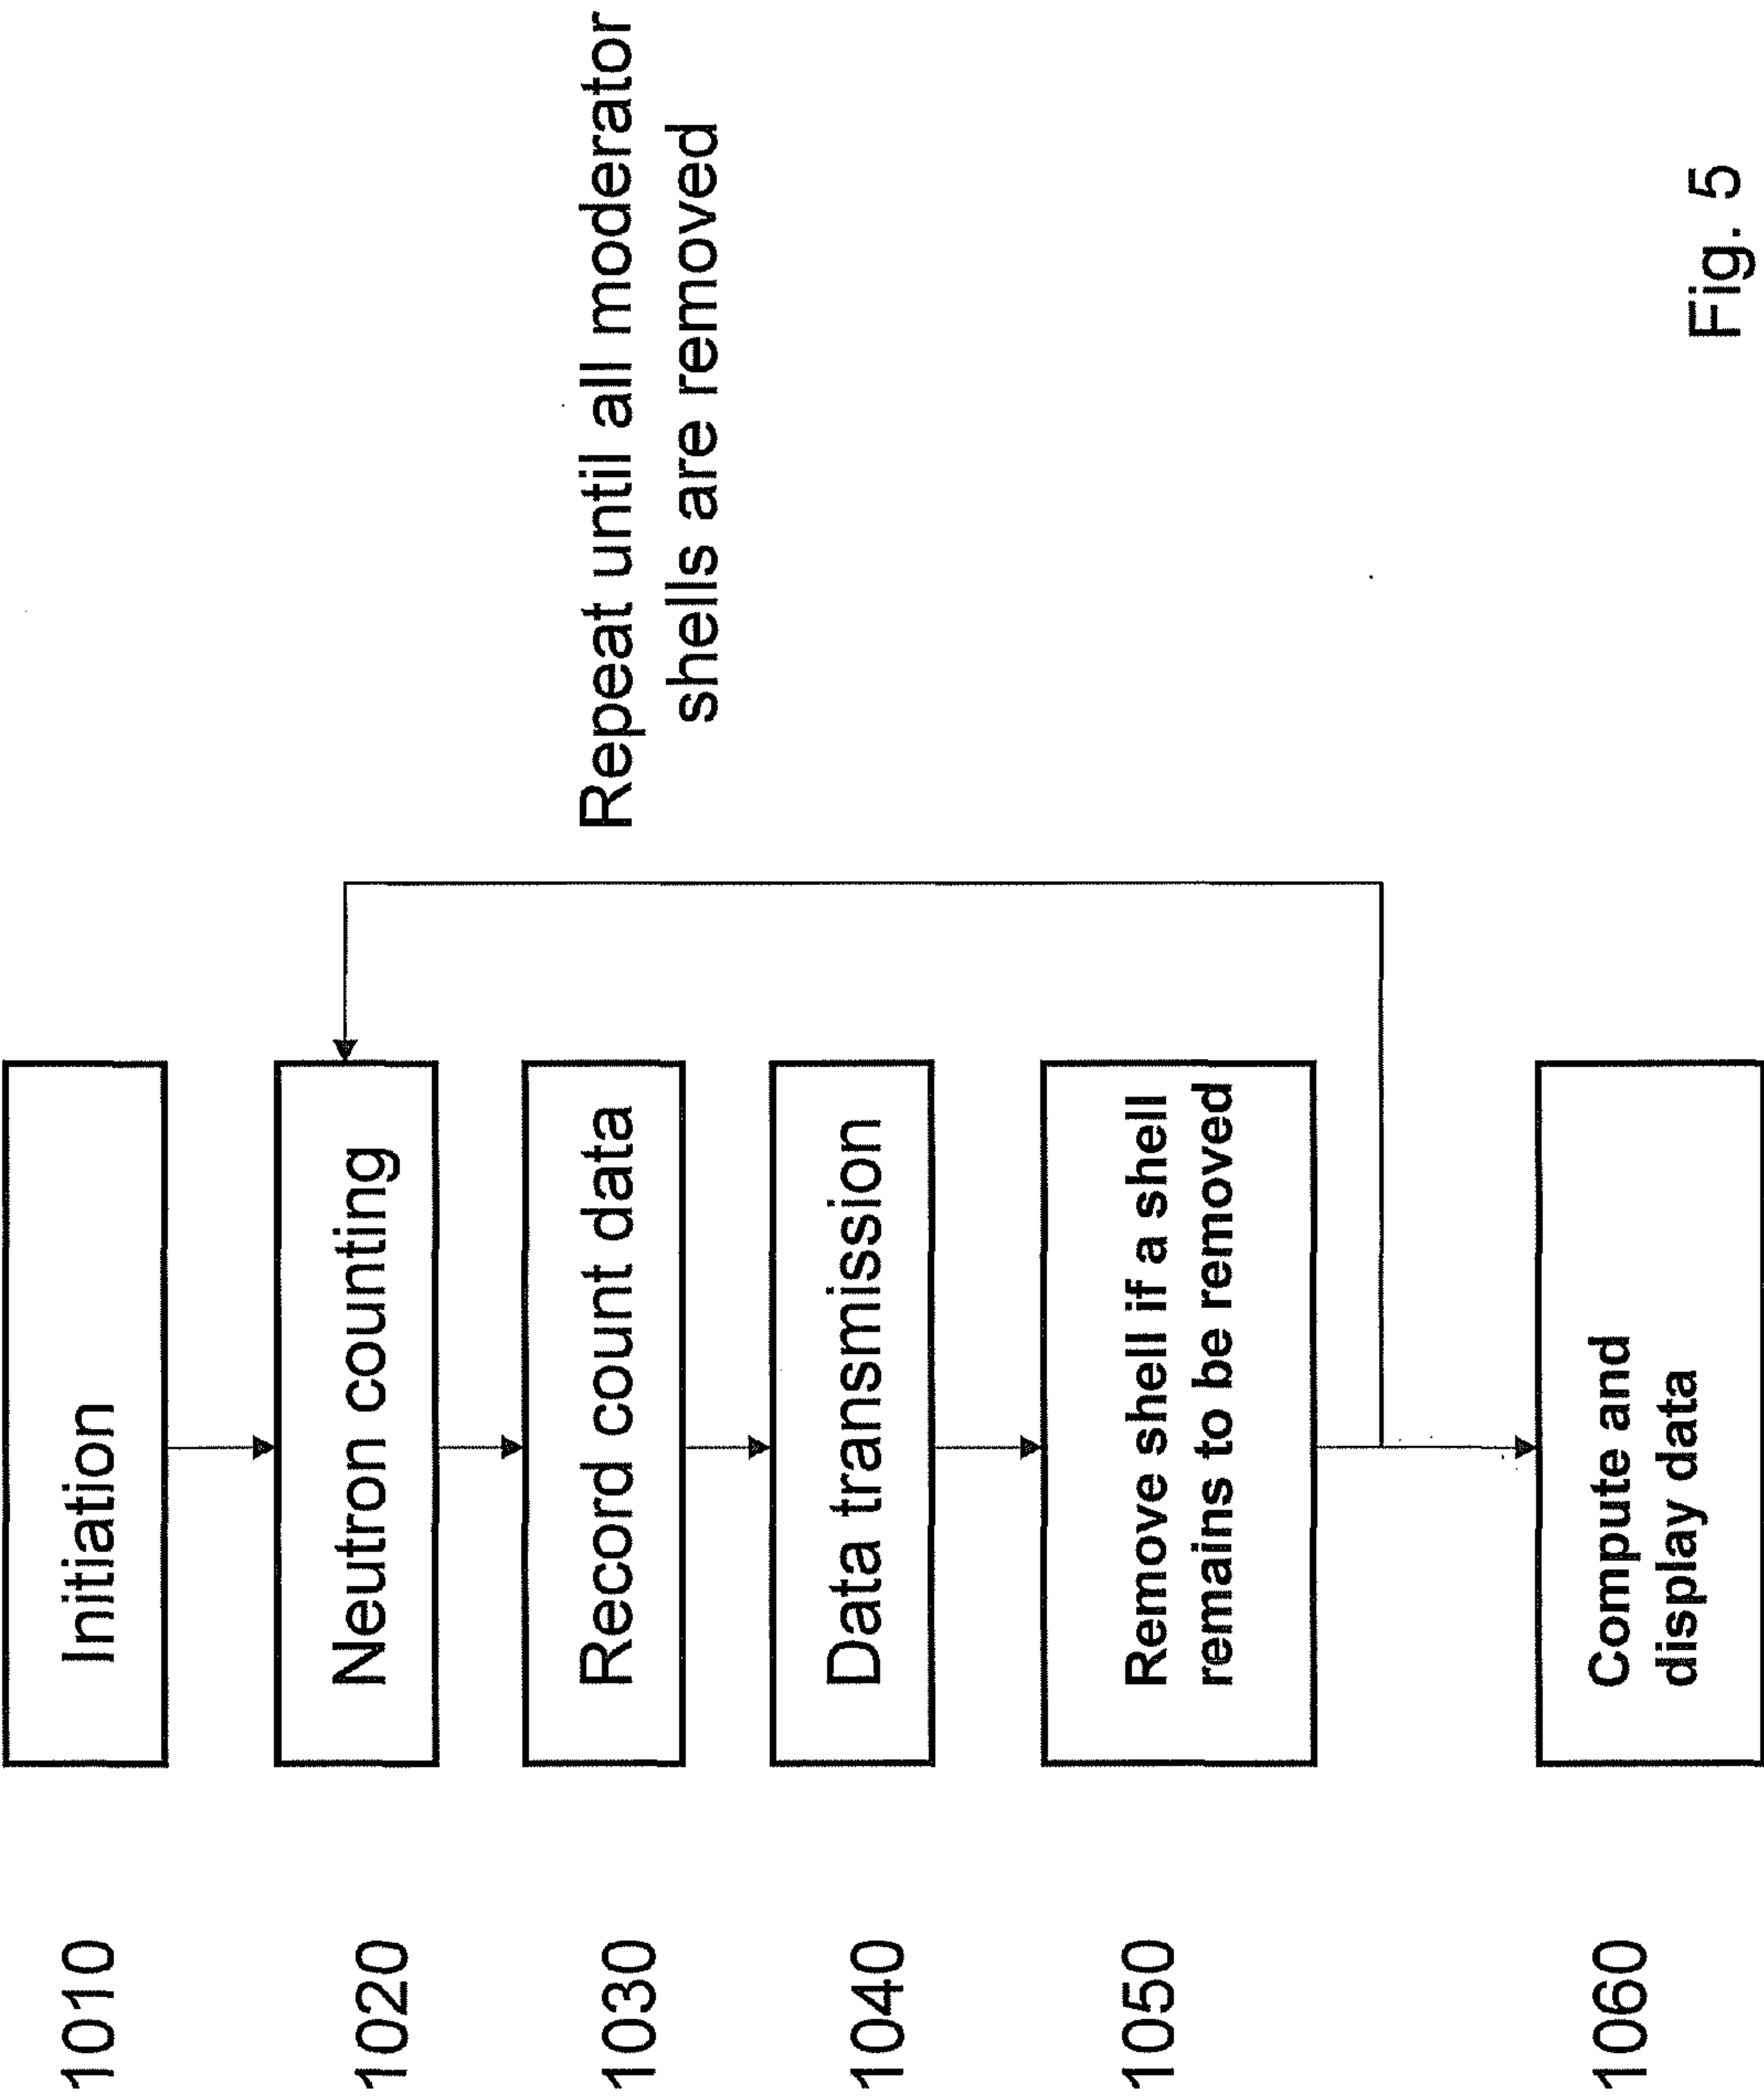 1010
Initiation
1020
Neutron counting
1030
Record count data
1040
Data transmission
1050
Remove shell if a shell
remains to be removed
1060
Compute and
display data
Repeat until all moderator
shells are removed
Fig. 5